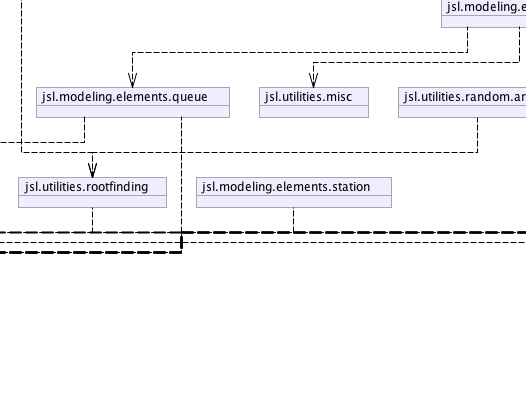 jsl.modeling.e
jsl.modeling.elements.queue
jsl.utilities.misc
jsl.utilities.random.ar
jsl.utilities.rootfinding
jsl.modeling.elements.station